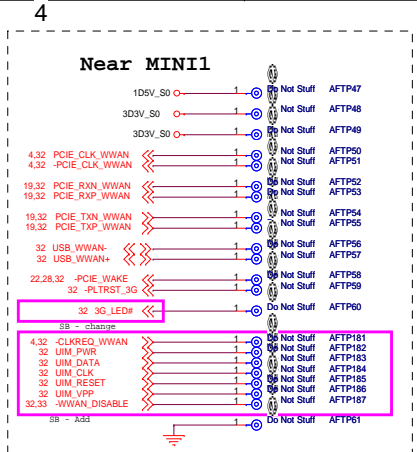 4
Near MINI1
1D5V_S0 1 Do Not Stuff AFTP47
3D3V_S0 1 Do Not Stuff AFTP48
3D3V_S0 1 Do Not Stuff AFTP49
4,32 PCIE_CLK_WWAN 1 Do Not Stuff AFTP50
4,32 -PCIE_CLK_WWAN 1 Do Not Stuff AFTP51
19,32 PCIE_RXN_WWAN 1 Do Not Stuff AFTP52
19,32 PCIE_RXP_WWAN 1 Do Not Stuff AFTP53
19,32 PCIE_TXN_WWAN 1 Do Not Stuff AFTP54
19,32 PCIE_TXP_WWAN 1 Do Not Stuff AFTP55
32 USB_WWAN- 1 Do Not Stuff AFTP56
32 USB_WWAN+ 1 Do Not Stuff AFTP57
22,28,32 -PCIE_WAKE 1 Do Not Stuff AFTP58
32 -PLTRST_3G 1 Do Not Stuff AFTP59
32 3G_LED# 1 Do Not Stuff AFTP60
SB - change
4,32 -CLKREQ_WWAN 1 Do Not Stuff AFTP181
32 UIM_PWR 1 Do Not Stuff AFTP182
32 UIM_DATA 1 Do Not Stuff AFTP183
32 UIM_CLK 1 Do Not Stuff AFTP184
32 UIM_RESET 1 Do Not Stuff AFTP185
32 UIM_VPP 1 Do Not Stuff AFTP186
32,33 -WWAN_DISABLE 1 Do Not Stuff AFTP187
SB - Add
1 Do Not Stuff AFTP61